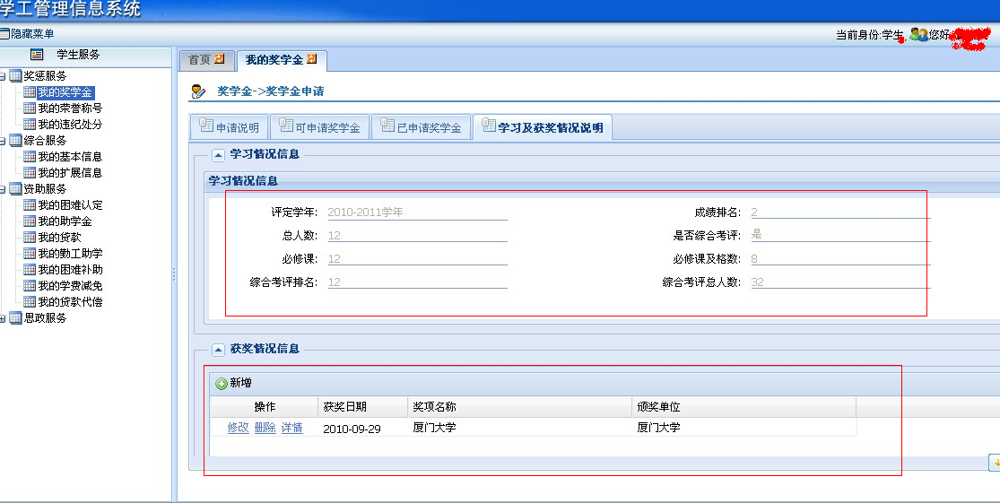 学工管理信息系统
隐藏菜单
当前身份:学生
您好
学生服务
奖惩服务
我的奖学金
我的荣誉称号
我的违纪处分
综合服务
我的基本信息
我的扩展信息
资助服务
我的困难认定
我的助学金
我的贷款
我的勤工助学
我的困难补助
我的学费减免
我的贷款代偿
思政服务
首页 我的奖学金
奖学金->奖学金申请
申请说明 可申请奖学金 已申请奖学金 学习及获奖情况说明
学习情况信息
学习情况信息
评定学年: 2010-2011学年 成绩排名: 2
总人数: 12 是否综合考评: 是
必修课: 12 必修课及格数: 8
综合考评排名: 12 综合考评总人数: 32
获奖情况信息
新增
操作 获奖日期 奖项名称 颁奖单位
修改 删除 详情 2010-09-29 厦门大学 厦门大学